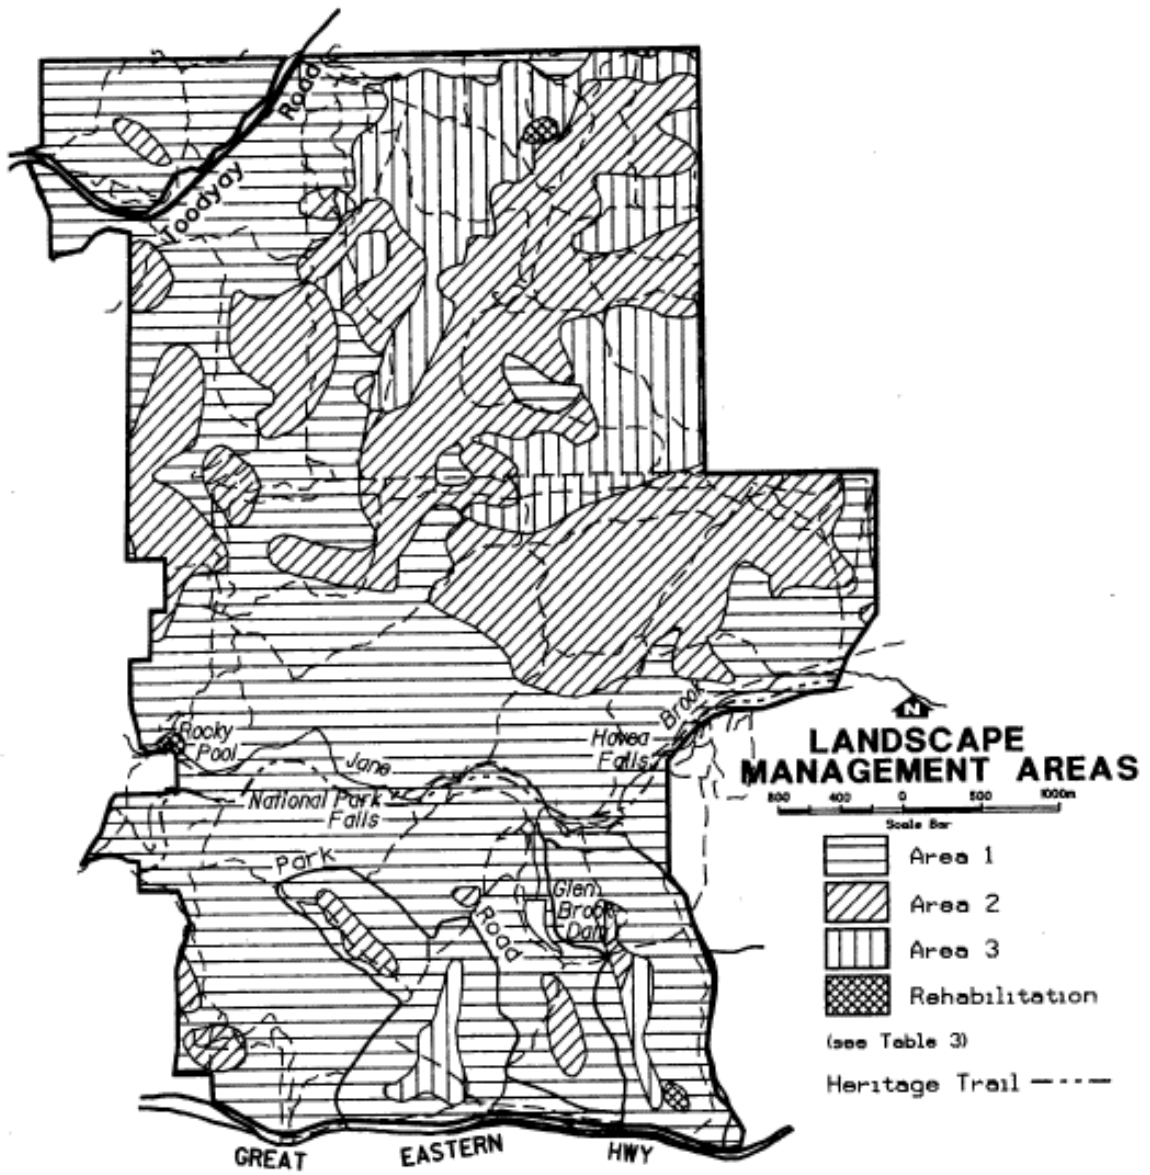 Toodyay Road
Rocky
Pool
Jane
Brook
Hovea
Falls
National Park
Falls
Park
Road
Glen
Brook
Dam
GREAT EASTERN HWY
N
LANDSCAPE
MANAGEMENT AREAS
800 400 0 500 1000m
Scale Bar
Area 1
Area 2
Area 3
Rehabilitation
(see Table 3)
Heritage Trail